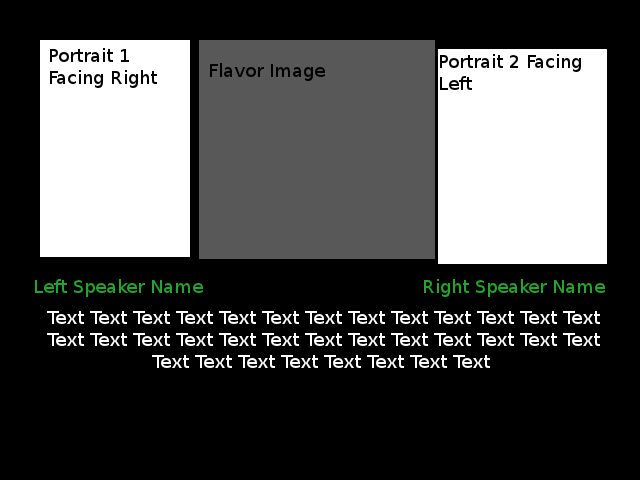 Portrait 1
Facing Right
Flavor Image
Portrait 2 Facing
Left
Left Speaker Name
Right Speaker Name
Text Text Text Text Text Text Text Text Text Text Text Text Text
Text Text Text Text Text Text Text Text Text Text Text Text Text
Text Text Text Text Text Text Text Text